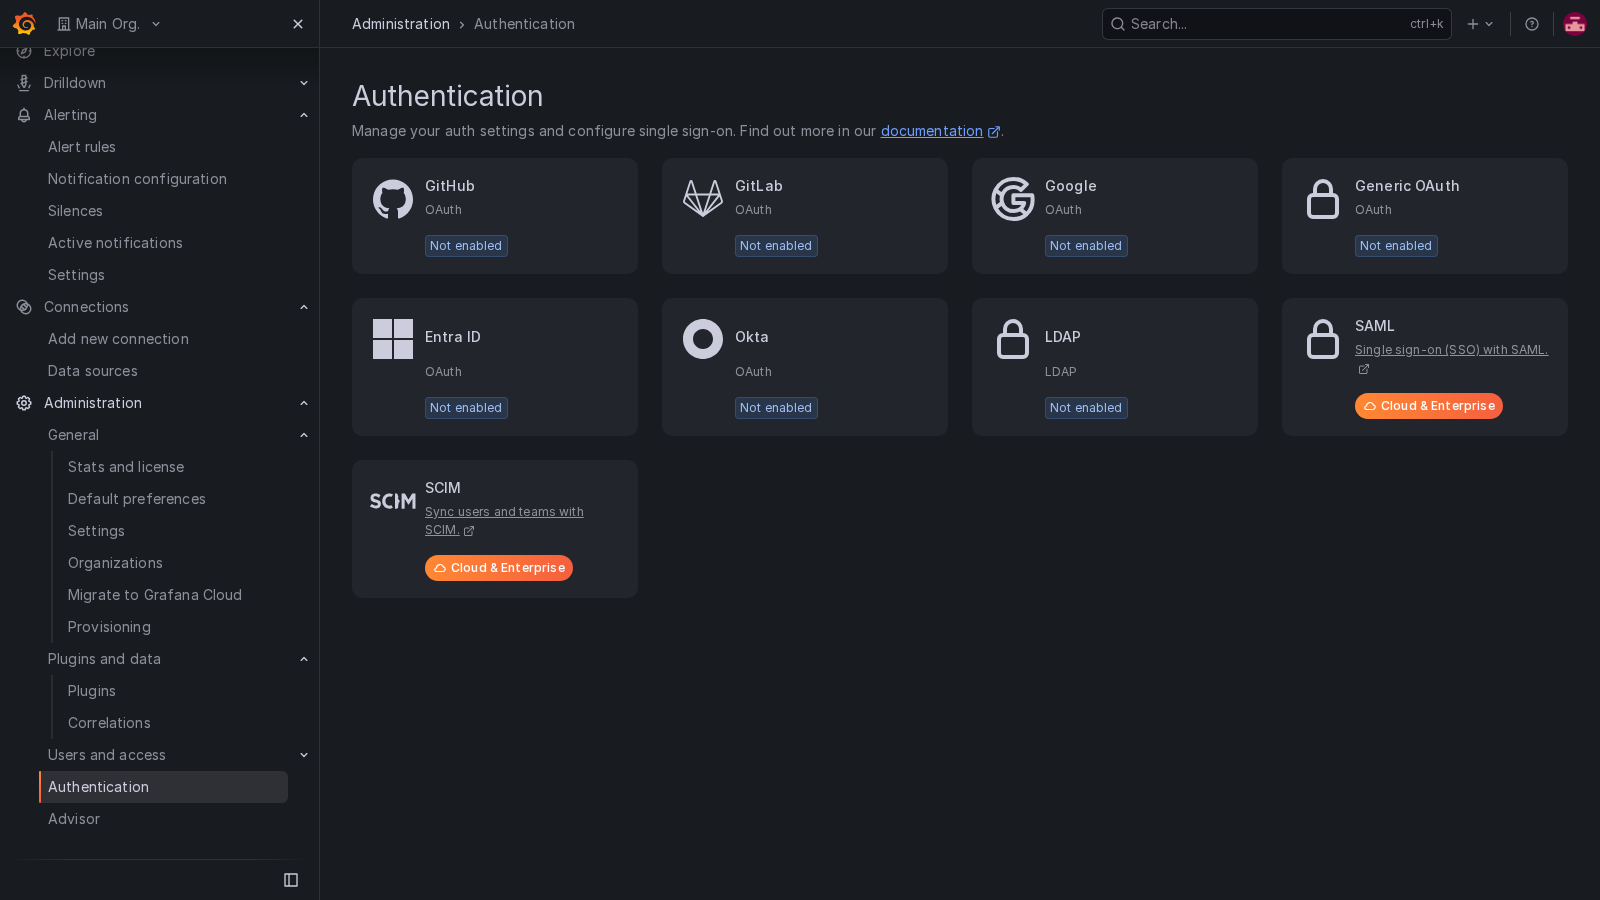 Main Org.
Administration
Authentication
Search...
ctrl+k
Explore
Drilldown
Alerting
Alert rules
Notification configuration
Silences
Active notifications
Settings
Connections
Add new connection
Data sources
Administration
General
Stats and license
Default preferences
Settings
Organizations
Migrate to Grafana Cloud
Provisioning
Plugins and data
Plugins
Correlations
Users and access
Authentication
Advisor
Authentication
Manage your auth settings and configure single sign-on. Find out more in our documentation.
GitHub
OAuth
Not enabled
GitLab
OAuth
Not enabled
Google
OAuth
Not enabled
Generic OAuth
OAuth
Not enabled
Entra ID
OAuth
Not enabled
Okta
OAuth
Not enabled
LDAP
LDAP
Not enabled
SAML
Single sign-on (SSO) with SAML.
Cloud & Enterprise
SCIM
SCIM
Sync users and teams with
SCIM.
Cloud & Enterprise